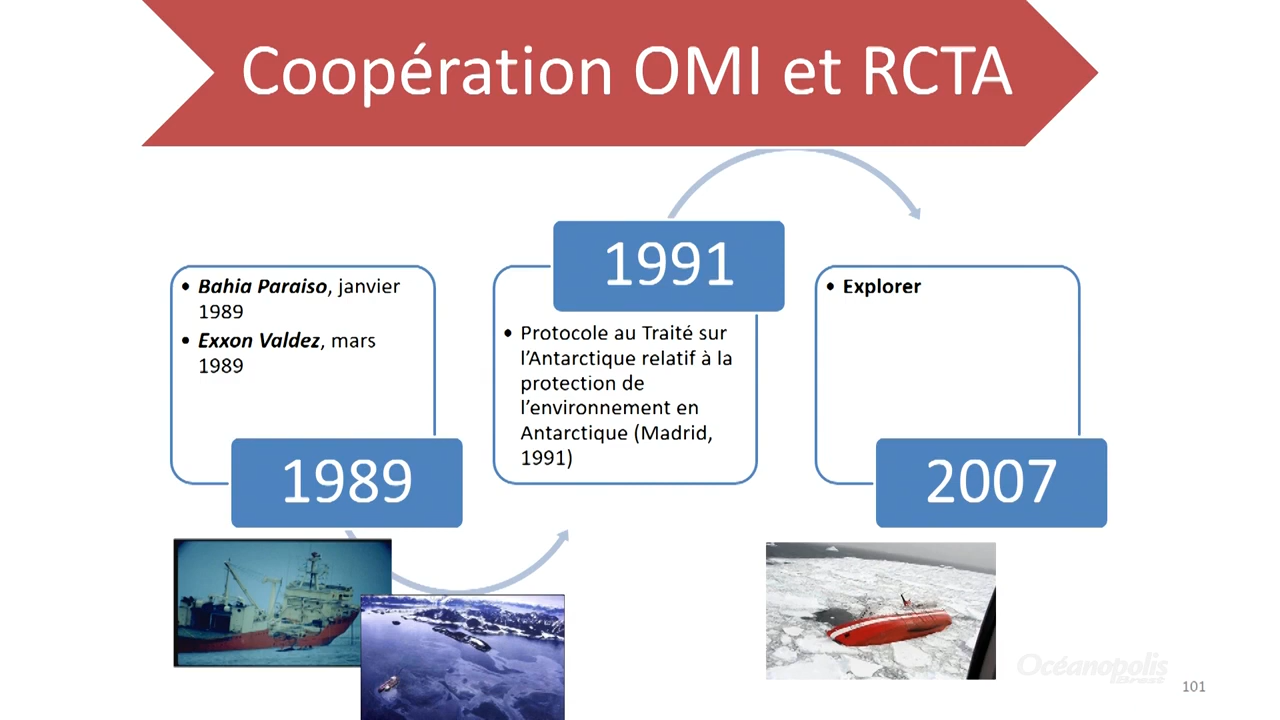 Coopération OMI et RCTA
• Bahia Paraiso, janvier
1989
• Exxon Valdez, mars
1989
1989
1991
• Protocole au Traité sur
l’Antarctique relatif à la
protection de
l’environnement en
Antarctique (Madrid,
1991)
• Explorer
2007
Océanopolis
Brest
101